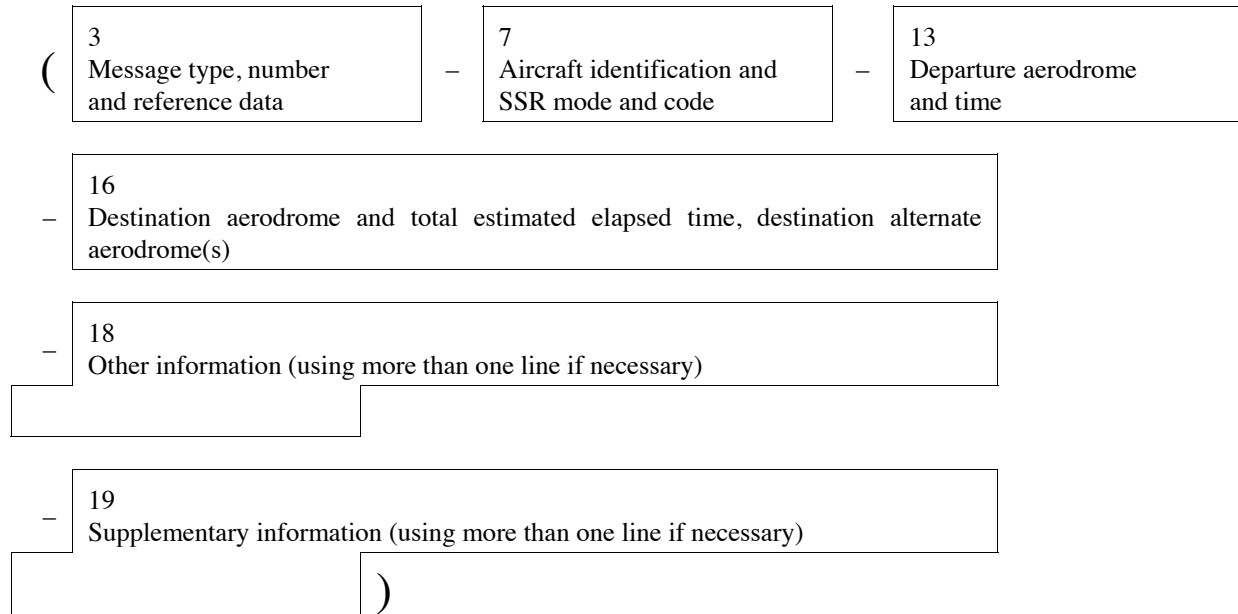 (
3
Message type, number
and reference data
–
7
Aircraft identification and
SSR mode and code
–
13
Departure aerodrome
and time
–
16
Destination aerodrome and total estimated elapsed time, destination alternate
aerodrome(s)
–
18
Other information (using more than one line if necessary)
–
19
Supplementary information (using more than one line if necessary)
)